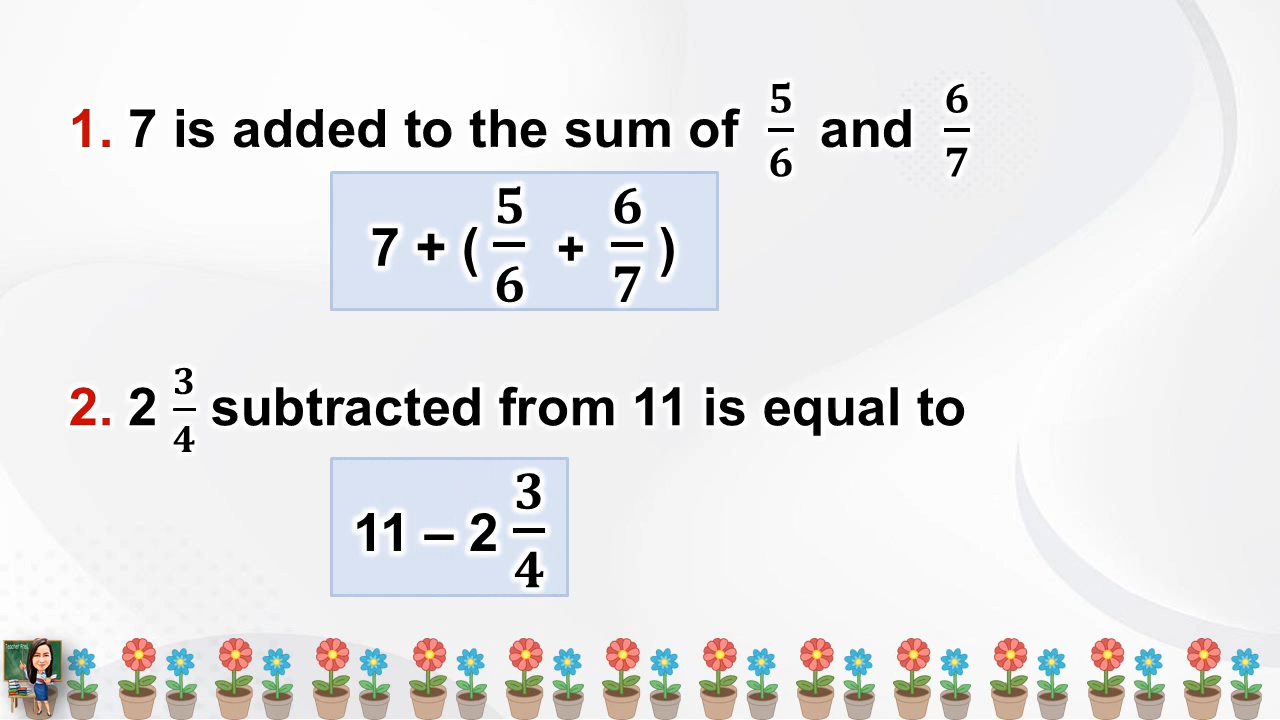 1. 7 is added to the sum of 5/6 and 6/7
7 + ( 5/6 + 6/7 )
2. 2 3/4 subtracted from 11 is equal to
11 – 2 3/4